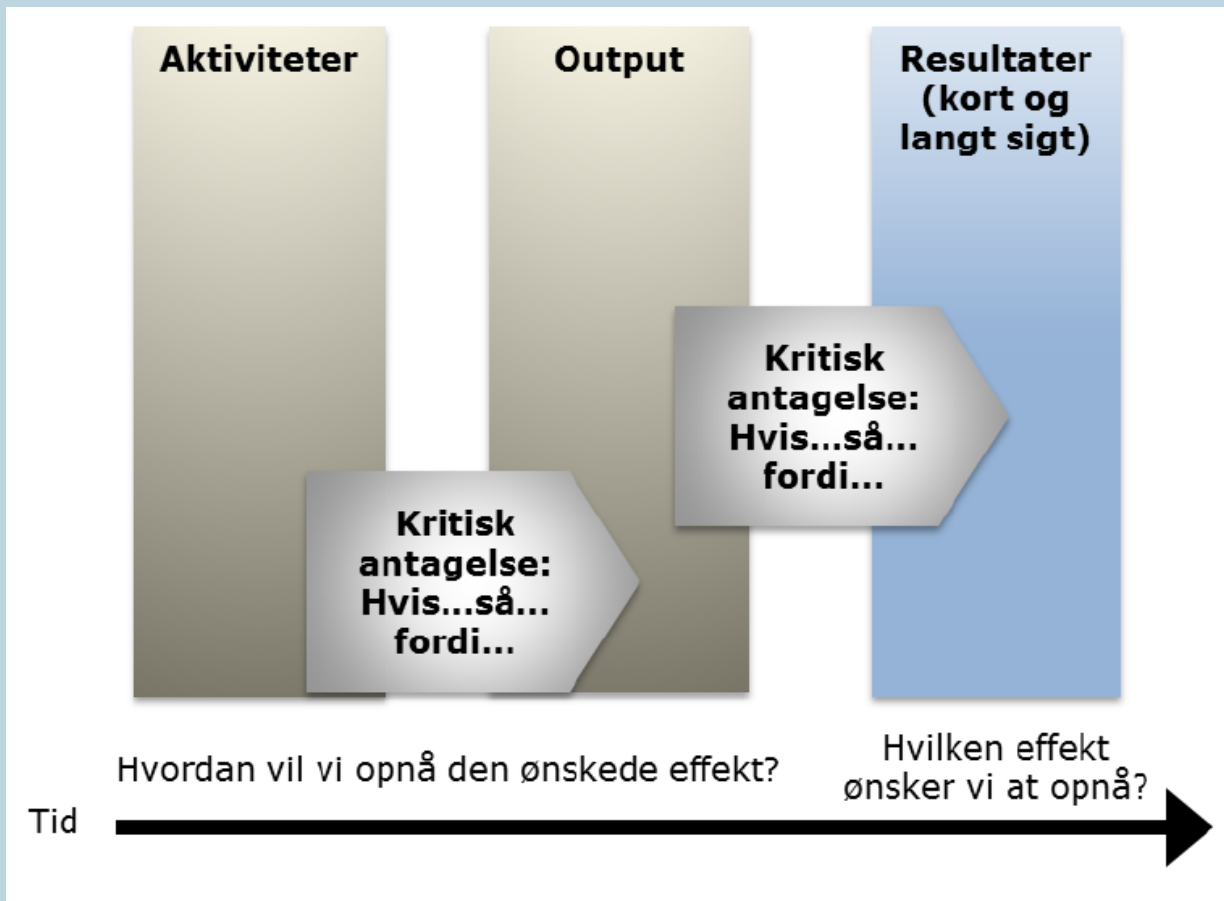 Aktiviteter
Output
Resultater
(kort og
langt sigt)
Kritisk
antagelse:
Hvis...så...
fordi...
Kritisk
antagelse:
Hvis...så...
fordi...
Hvordan vil vi opnå den ønskede effekt?
Hvilken effekt
ønsker vi at opnå?
Tid